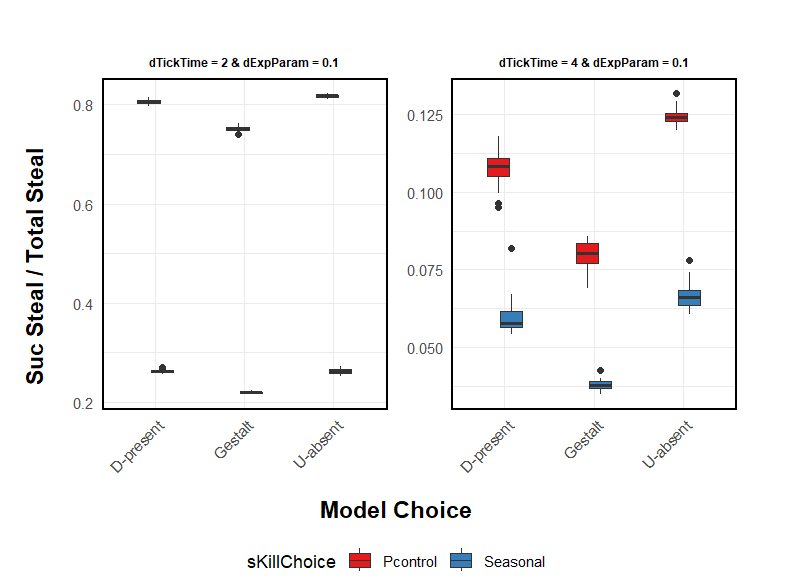 dTickTime = 2 & dExpParam = 0.1
dTickTime = 4 & dExpParam = 0.1
Suc Steal / Total Steal
0.8
0.6
0.4
0.2
0.125
0.100
0.075
0.050
D-present
Gestalt
U-absent
D-present
Gestalt
U-absent
Model Choice
sKillChoice Pcontrol Seasonal